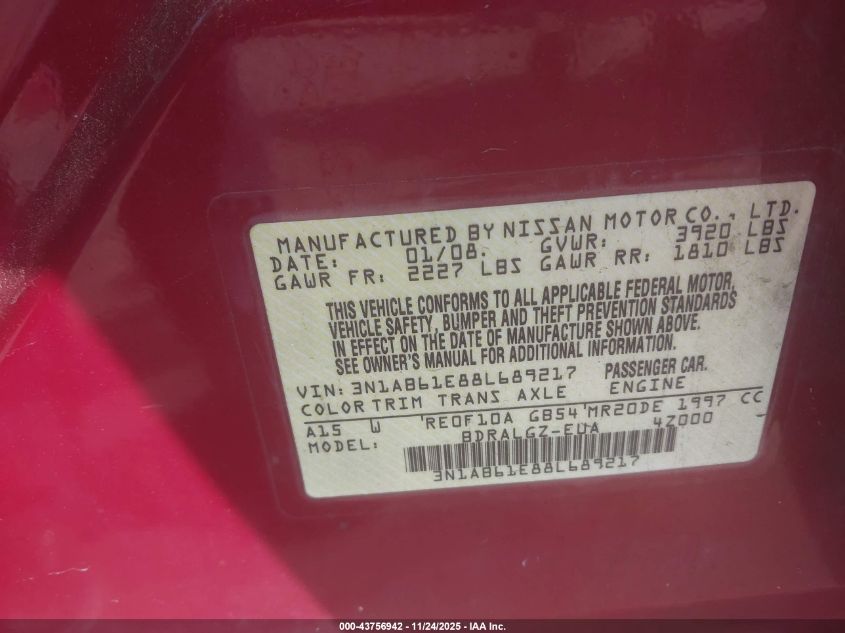 MANUFACTURED BY NISSAN MOTOR CO., LTD.
DATE: 01/08. GVWR: 3920 LBS
GAWR FR: 2227 LBS GAWR RR: 1810 LBS
THIS VEHICLE CONFORMS TO ALL APPLICABLE FEDERAL MOTOR
VEHICLE SAFETY, BUMPER AND THEFT PREVENTION STANDARDS
IN EFFECT ON THE DATE OF MANUFACTURE SHOWN ABOVE.
SEE OWNER'S MANUAL FOR ADDITIONAL INFORMATION.
VIN: 3N1AB61E88L689217 PASSENGER CAR.
COLOR TRIM TRANS AXLE ENGINE
A15 W 'RE0F10A GB54'MR20DE 1997 CC
MODEL: BDRALGZ-EUA 4Z000
3N1AB61E88L689217
000-43756942 - 11/24/2025 - IAA Inc.